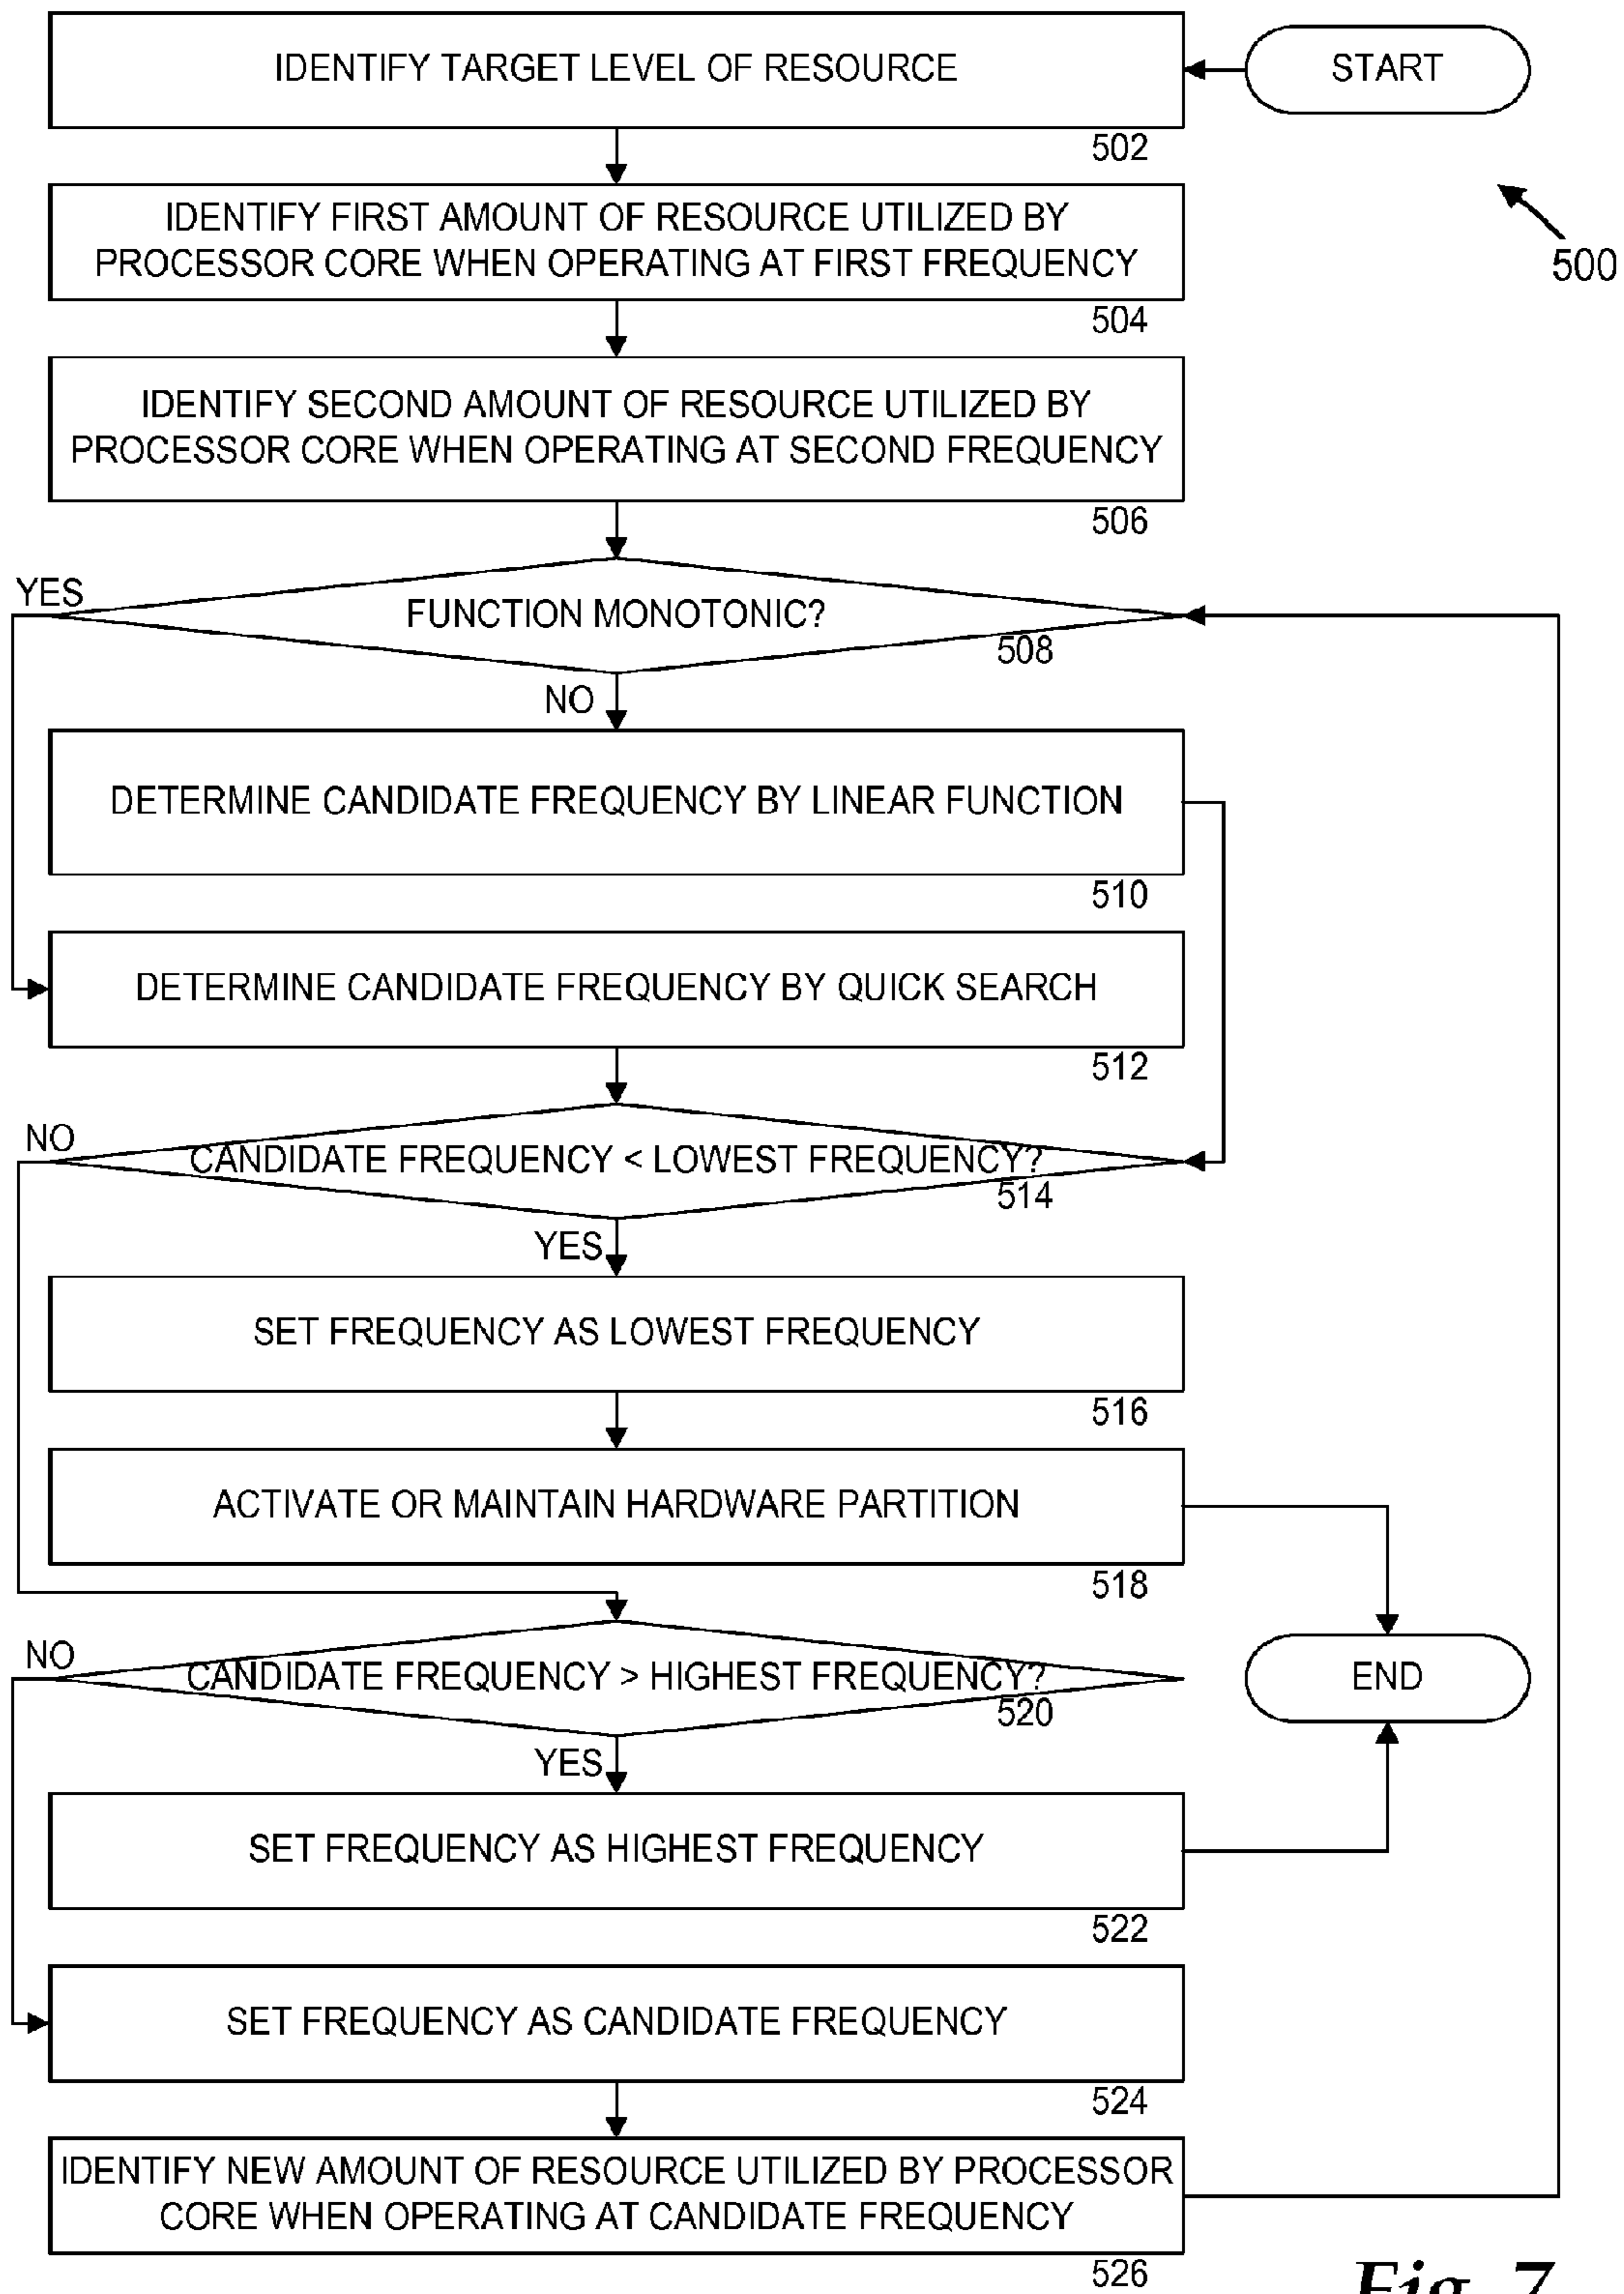 IDENTIFY TARGET LEVEL OF RESOURCE
START
502
IDENTIFY FIRST AMOUNT OF RESOURCE UTILIZED BY
PROCESSOR CORE WHEN OPERATING AT FIRST FREQUENCY
500
504
IDENTIFY SECOND AMOUNT OF RESOURCE UTILIZED BY
PROCESSOR CORE WHEN OPERATING AT SECOND FREQUENCY
506
YES
FUNCTION MONOTONIC?
508
NO
DETERMINE CANDIDATE FREQUENCY BY LINEAR FUNCTION
510
DETERMINE CANDIDATE FREQUENCY BY QUICK SEARCH
512
NO
CANDIDATE FREQUENCY < LOWEST FREQUENCY?
514
YES
SET FREQUENCY AS LOWEST FREQUENCY
516
ACTIVATE OR MAINTAIN HARDWARE PARTITION
518
NO
CANDIDATE FREQUENCY > HIGHEST FREQUENCY?
END
520
YES
SET FREQUENCY AS HIGHEST FREQUENCY
522
SET FREQUENCY AS CANDIDATE FREQUENCY
524
IDENTIFY NEW AMOUNT OF RESOURCE UTILIZED BY PROCESSOR
CORE WHEN OPERATING AT CANDIDATE FREQUENCY
526
Fig. 7